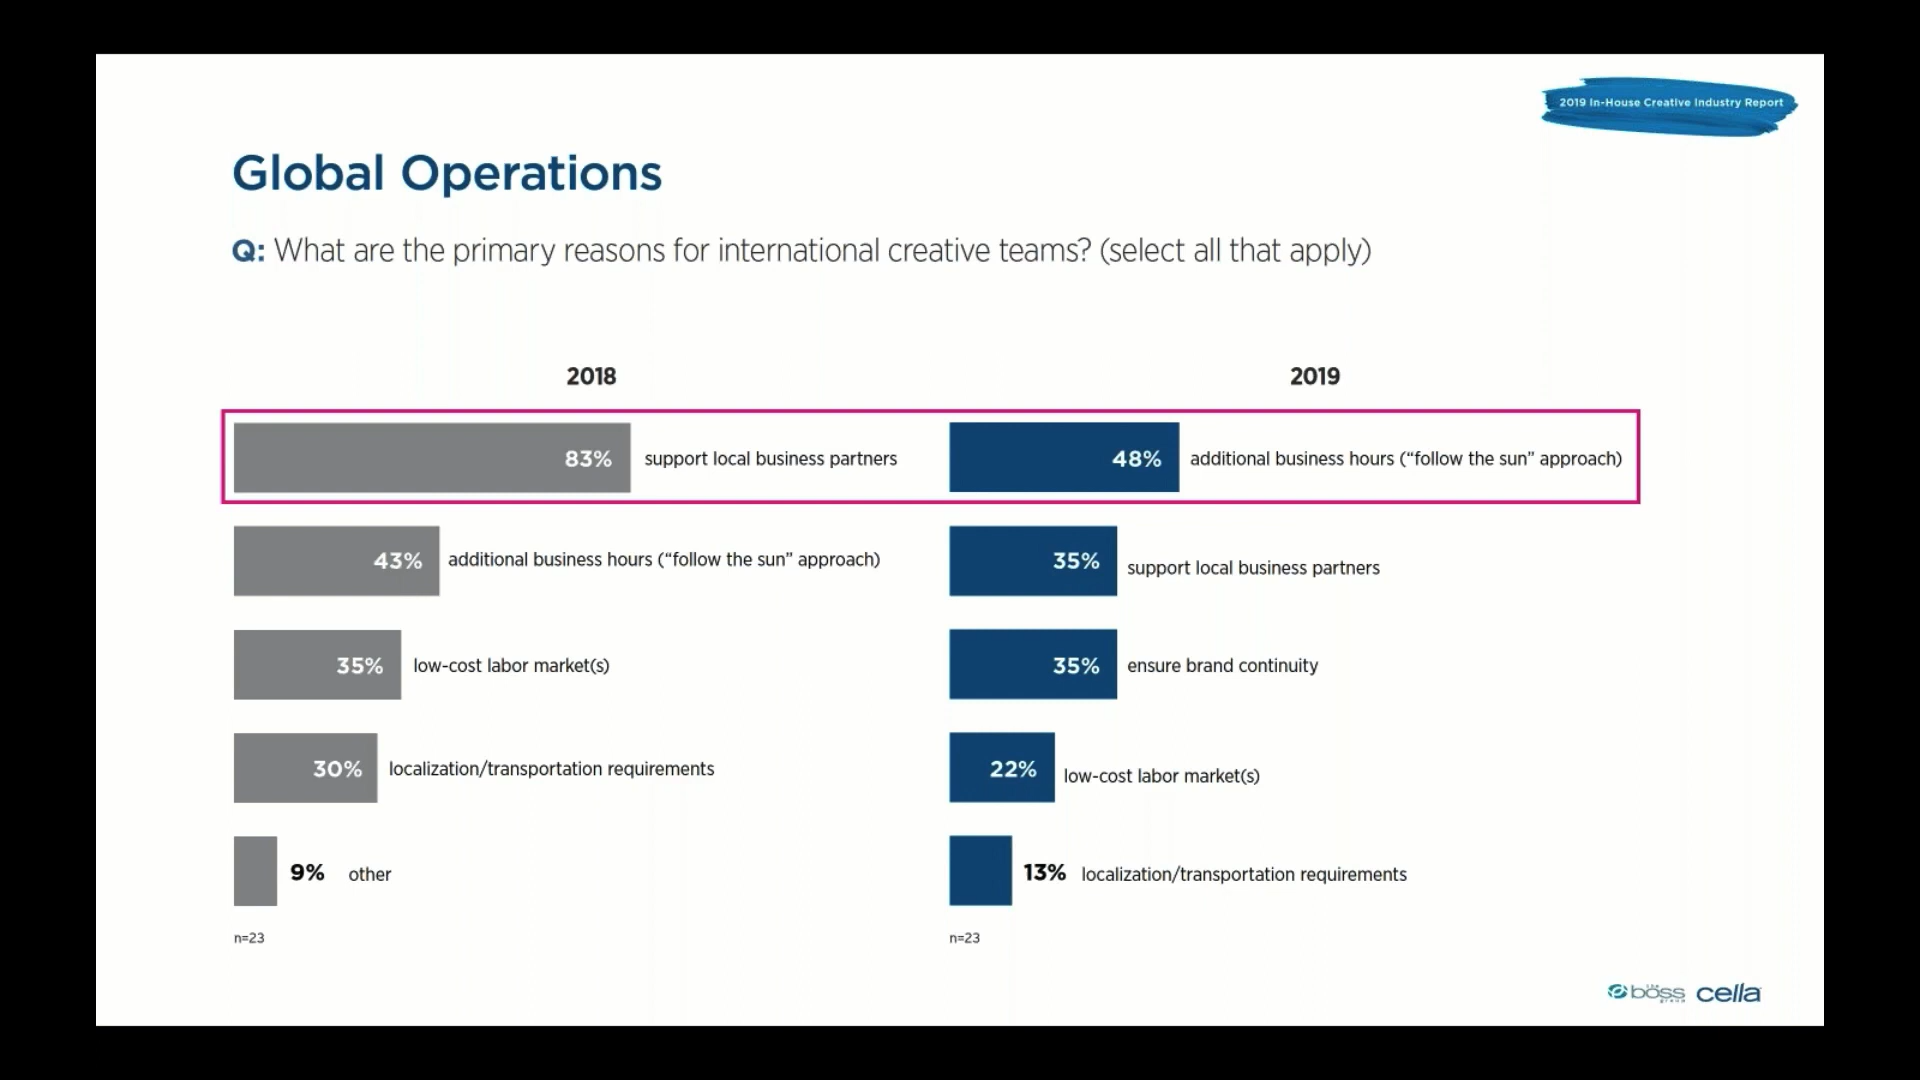 2019 In-House Creative Industry Report
Global Operations
Q: What are the primary reasons for international creative teams? (select all that apply)
2018
83% support local business partners
43% additional business hours (“follow the sun” approach)
35% low-cost labor market(s)
30% localization/transportation requirements
9% other
n=23
2019
48% additional business hours (“follow the sun” approach)
35% support local business partners
35% ensure brand continuity
22% low-cost labor market(s)
13% localization/transportation requirements
n=23
the
böss
group
cella